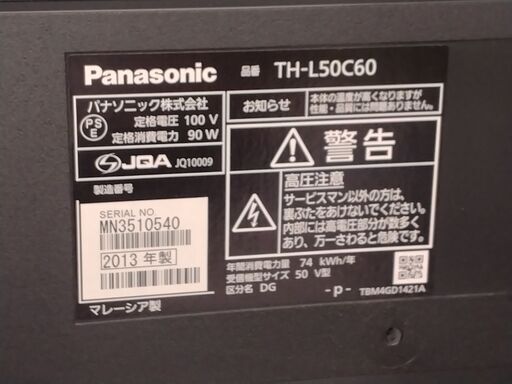 Panasonic 品番 TH-L50C60
パナソニック株式会社
定格電圧 100 V
定格消費電力 90 W
PS
E
JQA JQ10009
製造番号
SERIAL NO.
MN3510540
2013 年製
マレーシア製
お知らせ
本体の温度が高くなりますが
性能・品質には問題ありません!
警告
高圧注意
サービスマン以外の方は、
裏ぶたをあけないでください。
内部には高電圧部分が数多く
あり、万一さわると危険です。
年間消費電力量 74 kWh/年
受信機型サイズ 50 V型
区分名 DG
-p- TBM4GD1421A